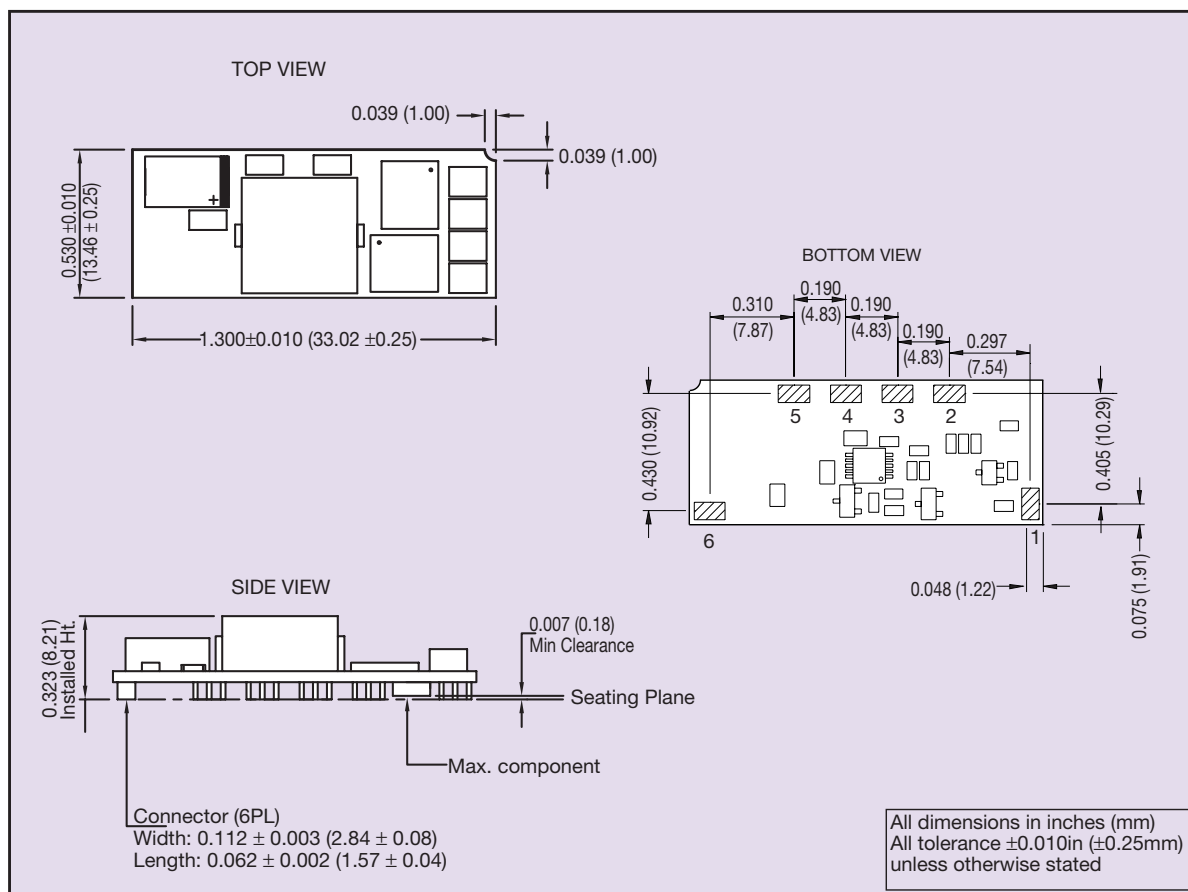 TOP VIEW
0.039 (1.00)
0.039 (1.00)
0.530 ±0.010
(13.46 ± 0.25)
+
1.300±0.010 (33.02 ±0.25)
BOTTOM VIEW
0.190
(4.83)
0.310
(7.87)
0.190
(4.83)
0.190
(4.83)
0.297
(7.54)
5 4 3 2
0.430 (10.92)
0.405 (10.29)
6
1
0.048 (1.22)
0.075 (1.91)
SIDE VIEW
0.323 (8.21)
Installed Ht.
0.007 (0.18)
Min Clearance
Seating Plane
Max. component
Connector (6PL)
Width: 0.112 ± 0.003 (2.84 ± 0.08)
Length: 0.062 ± 0.002 (1.57 ± 0.04)
All dimensions in inches (mm)
All tolerance ±0.010in (±0.25mm)
unless otherwise stated